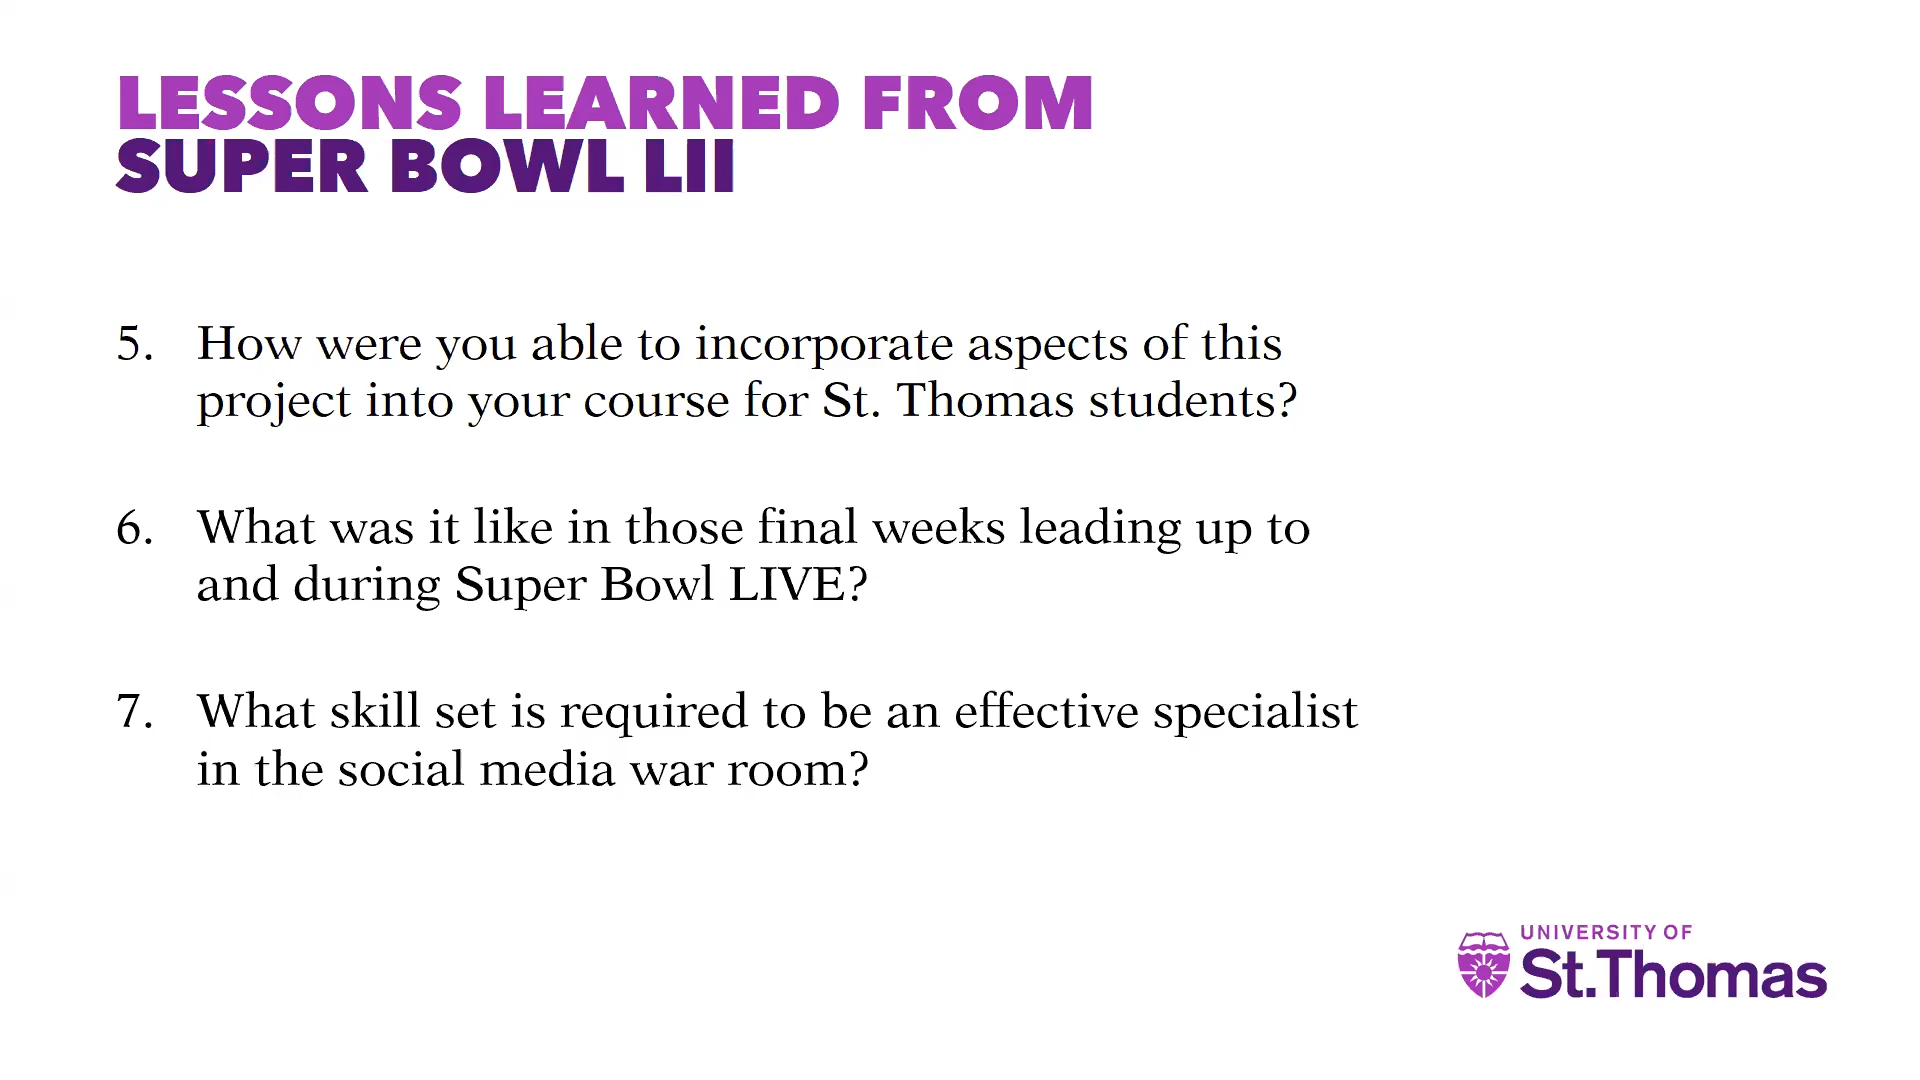 LESSONS LEARNED FROM
SUPER BOWL LII
5. How were you able to incorporate aspects of this
project into your course for St. Thomas students?
6. What was it like in those final weeks leading up to
and during Super Bowl LIVE?
7. What skill set is required to be an effective specialist
in the social media war room?
UNIVERSITY OF
St.Thomas